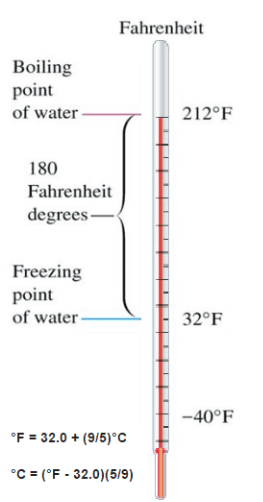 Fahrenheit
Boiling
point
of water
212°F
180
Fahrenheit
degrees
Freezing
point
of water
32°F
−40°F
°F = 32.0 + (9/5)°C
°C = (°F - 32.0)(5/9)